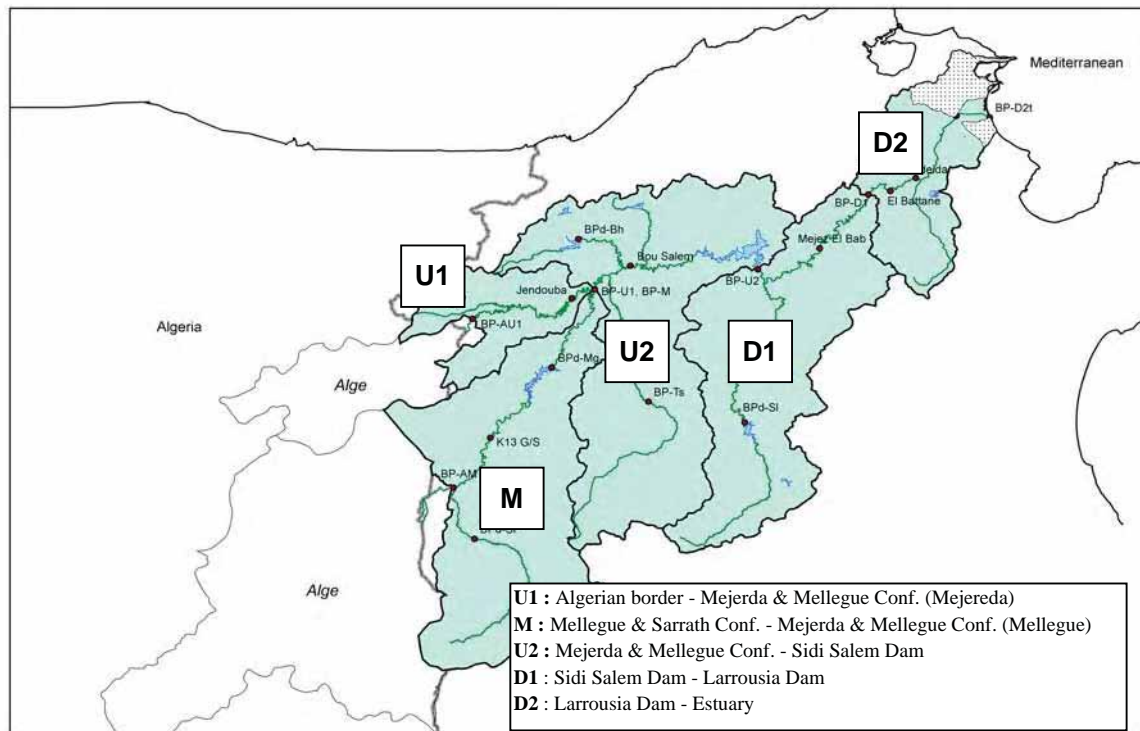 Mediterranean
BP-D2t
D2
BP-D1
El Battane
BPd-Bh
Bou Salem
Mejez El Bab
U1
BP-U2
Jendouba
BP-U1, BP-M
Algeria
BP-AU1
U2
D1
BPd-Mg
Alge
BP-Ts
BPd-Sl
K13 G/S
BP-AM
M
Alge
U1 : Algerian border - Mejerda & Mellegue Conf. (Mejereda)
M : Mellegue & Sarrath Conf. - Mejerda & Mellegue Conf. (Mellegue)
U2 : Mejerda & Mellegue Conf. - Sidi Salem Dam
D1 : Sidi Salem Dam - Larrousia Dam
D2 : Larrousia Dam - Estuary